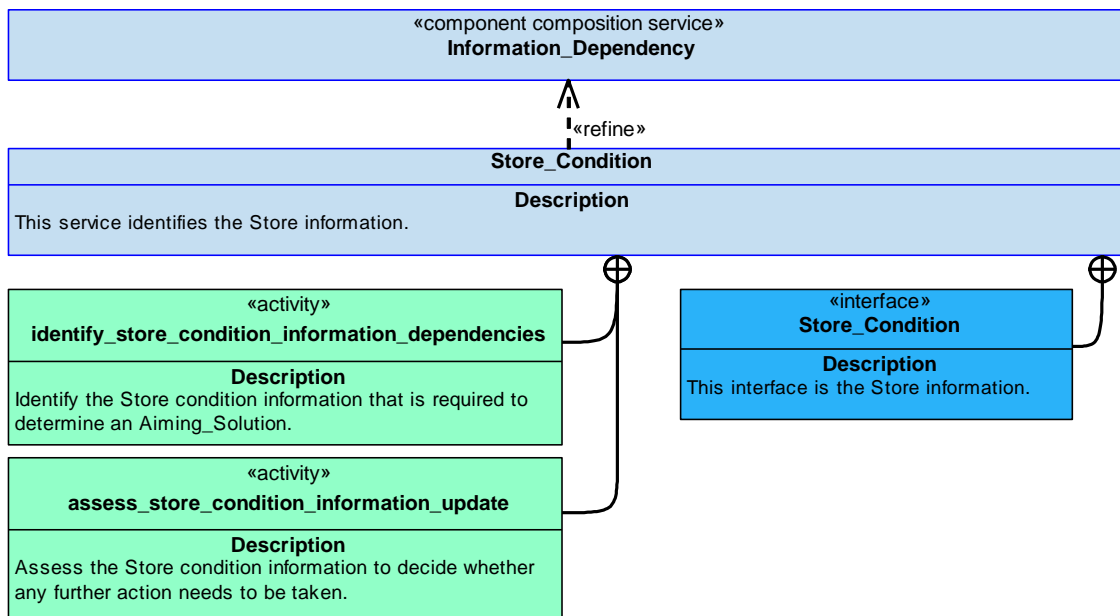 «component composition service»
Information_Dependency
«refine»
Store_Condition
Description
This service identifies the Store information.
«activity»
identify_store_condition_information_dependencies
Description
Identify the Store condition information that is required to
determine an Aiming_Solution.
«interface»
Store_Condition
Description
This interface is the Store information.
«activity»
assess_store_condition_information_update
Description
Assess the Store condition information to decide whether
any further action needs to be taken.